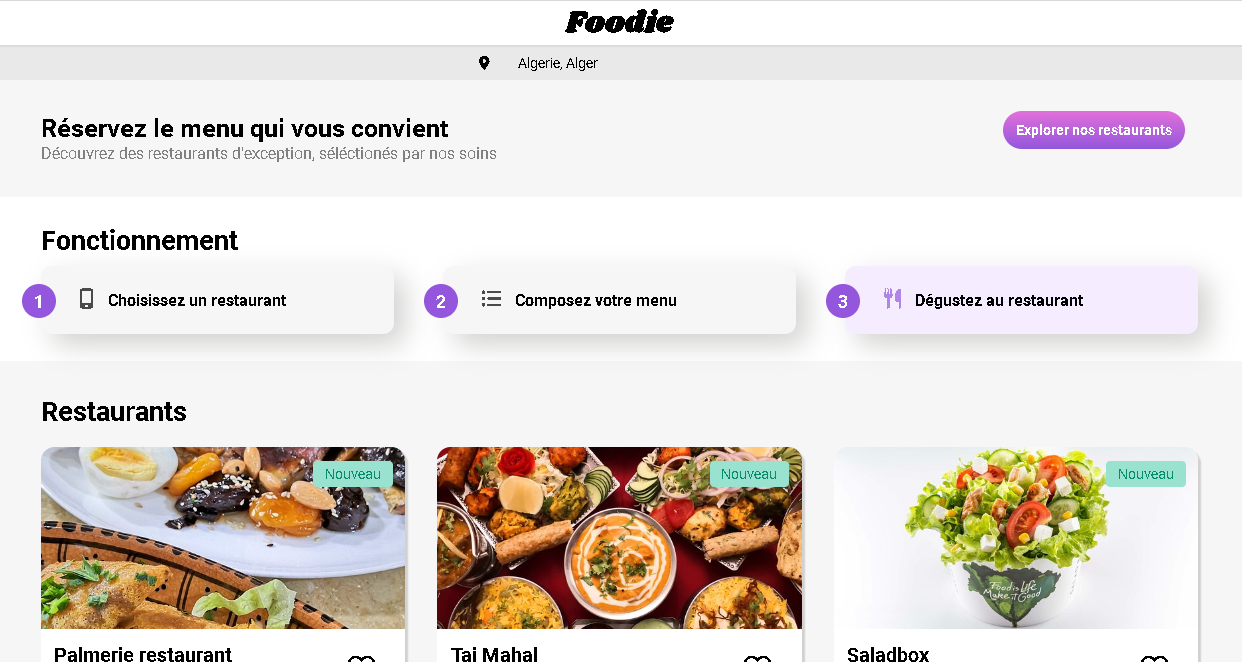 Foodie
Algerie, Alger
Réservez le menu qui vous convient
Explorer nos restaurants
Découvrez des restaurants d'exception, séléctionés par nos soins
Fonctionnement
1 Choisissez un restaurant
2 Composez votre menu
3 Dégustez au restaurant
Restaurants
Nouveau
Nouveau
Nouveau
Food is Life
Make it Good
Palmerie restaurant
Taj Mahal
Saladbox